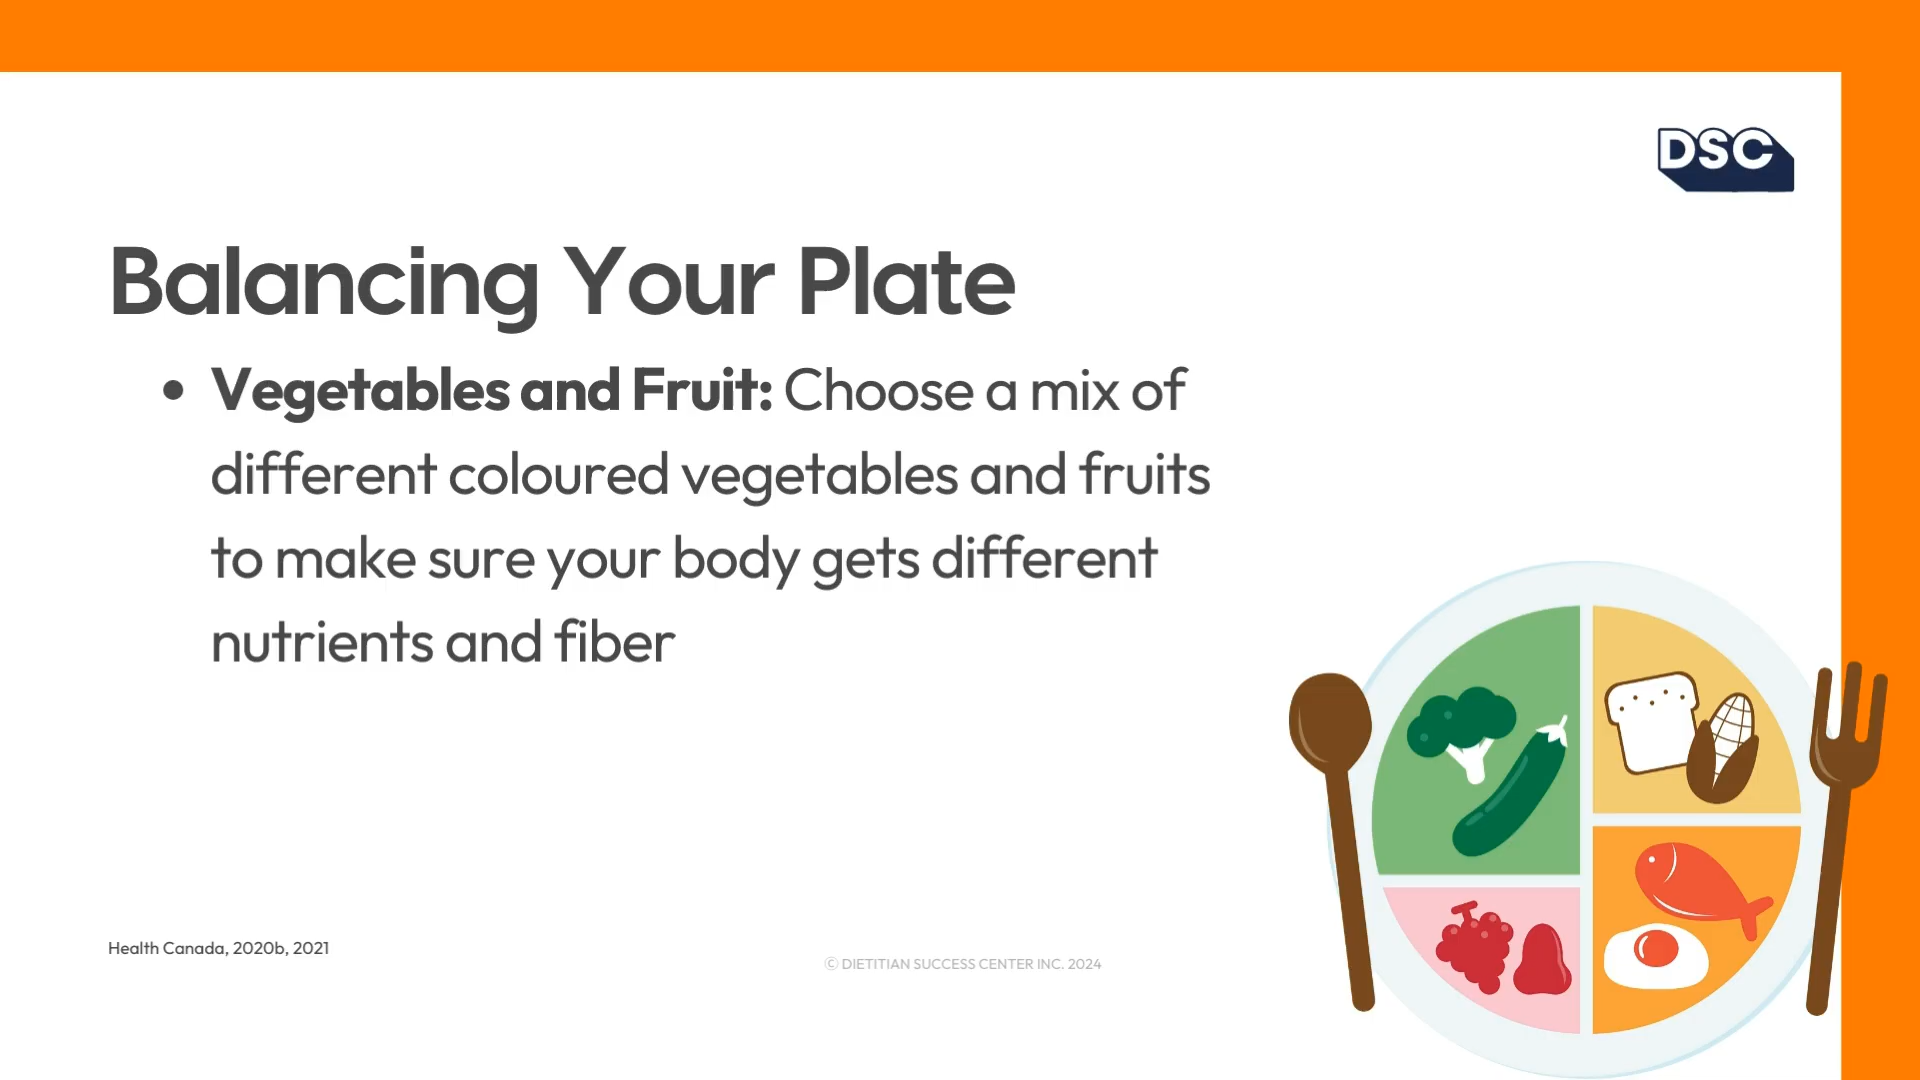 DSC
Balancing Your Plate
• Vegetables and Fruit: Choose a mix of
different coloured vegetables and fruits
to make sure your body gets different
nutrients and fiber
Health Canada, 2020b, 2021
© DIETITIAN SUCCESS CENTER INC. 2024